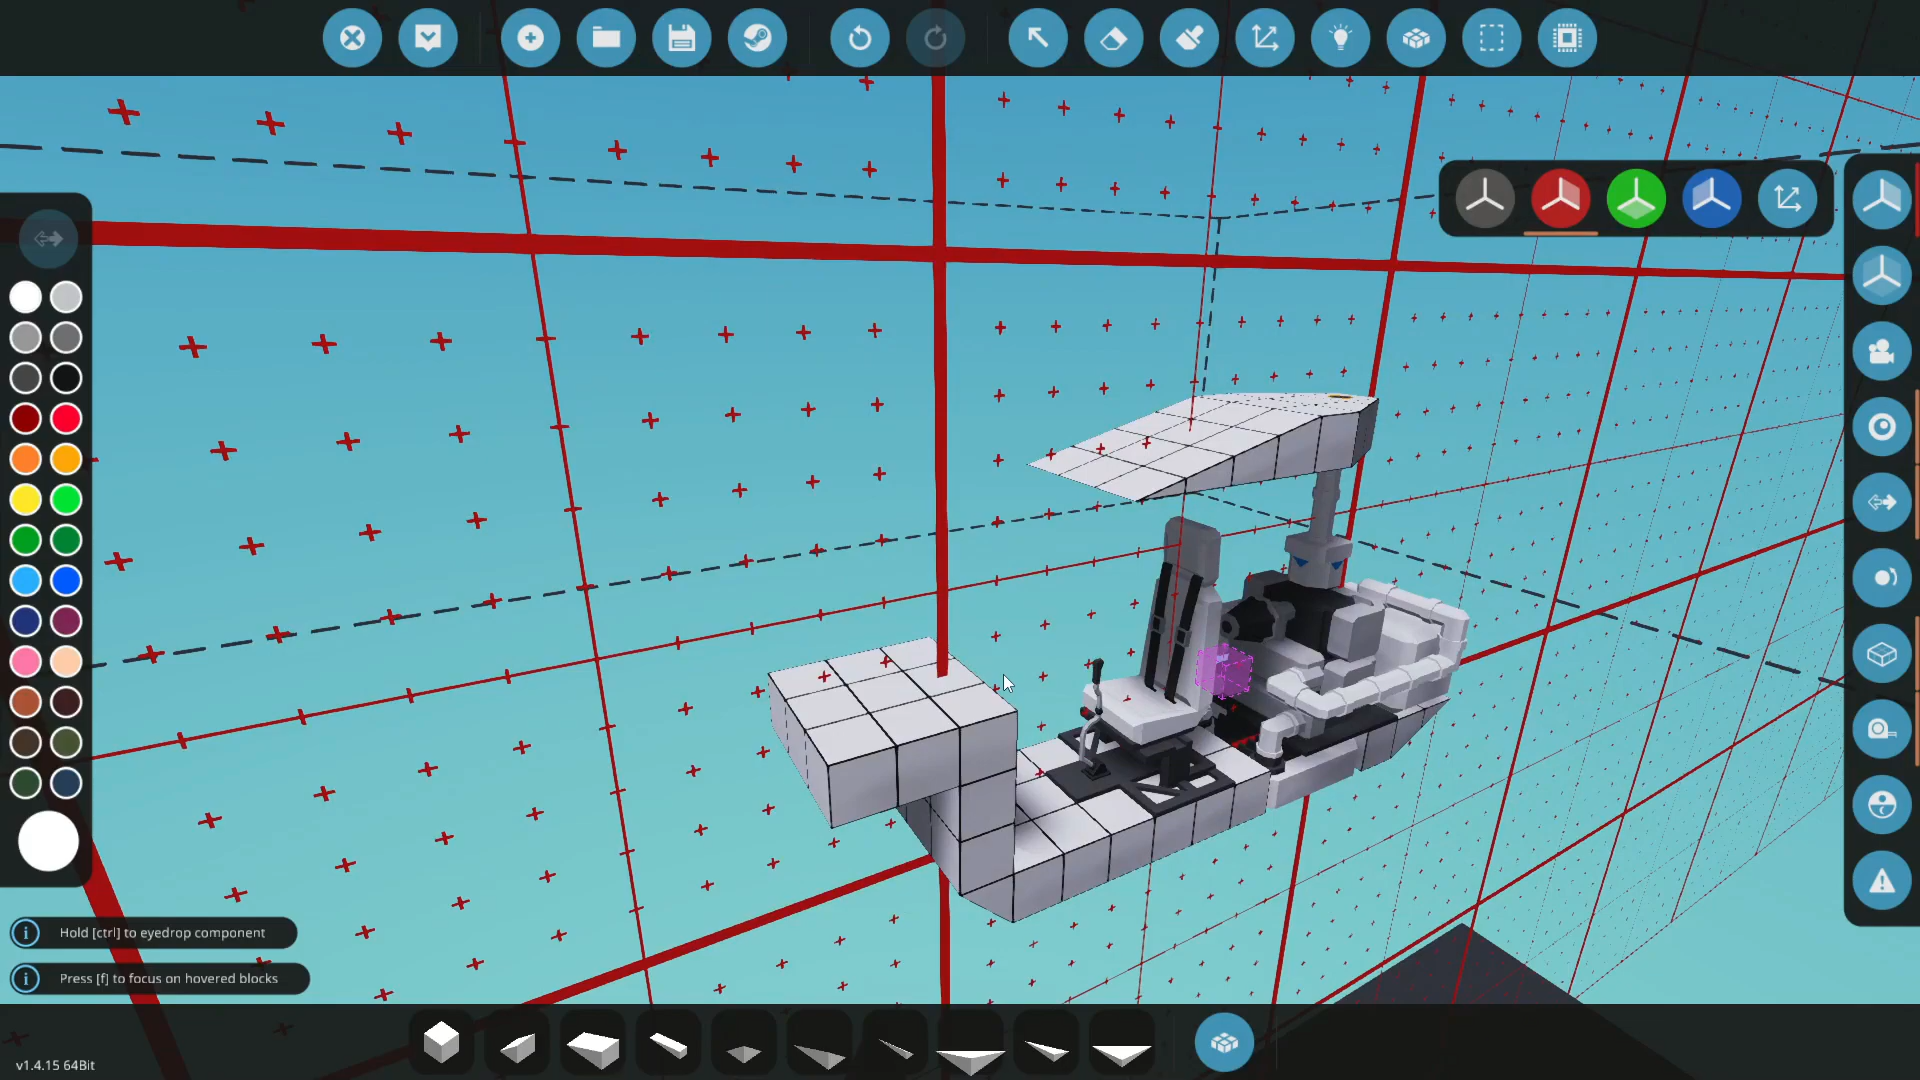 Hold [ctrl] to eyedrop component
Press [f] to focus on hovered blocks
v1.4.15 64Bit